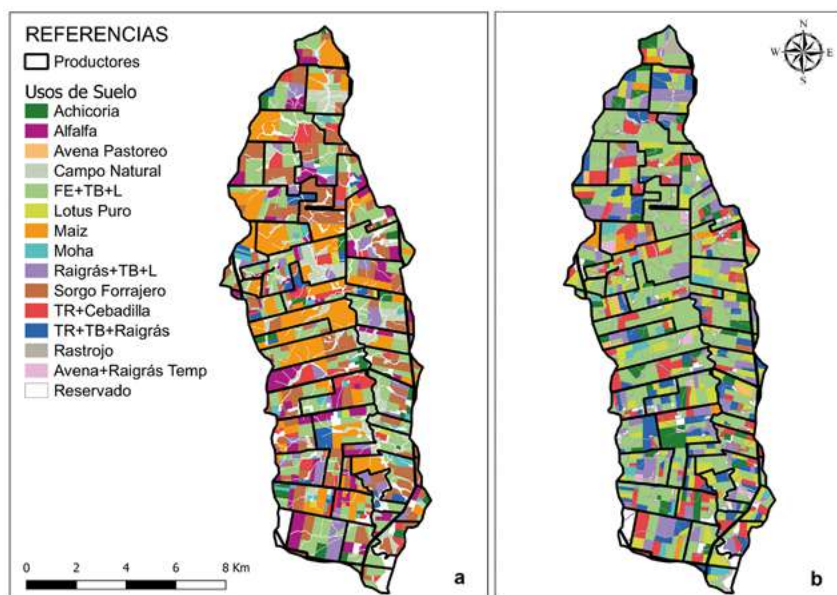 REFERENCIAS
Productores
Usos de Suelo
Achicoria
Alfalfa
Avena Pastoreo
Campo Natural
FE+TB+L
Lotus Puro
Maiz
Moha
Raigrás+TB+L
Sorgo Forrajero
TR+Cebadilla
TR+TB+Raigrás
Rastrojo
Avena+Raigrás Temp
Reservado
0 2 4 6 8 Km
a
N
W E
S
b